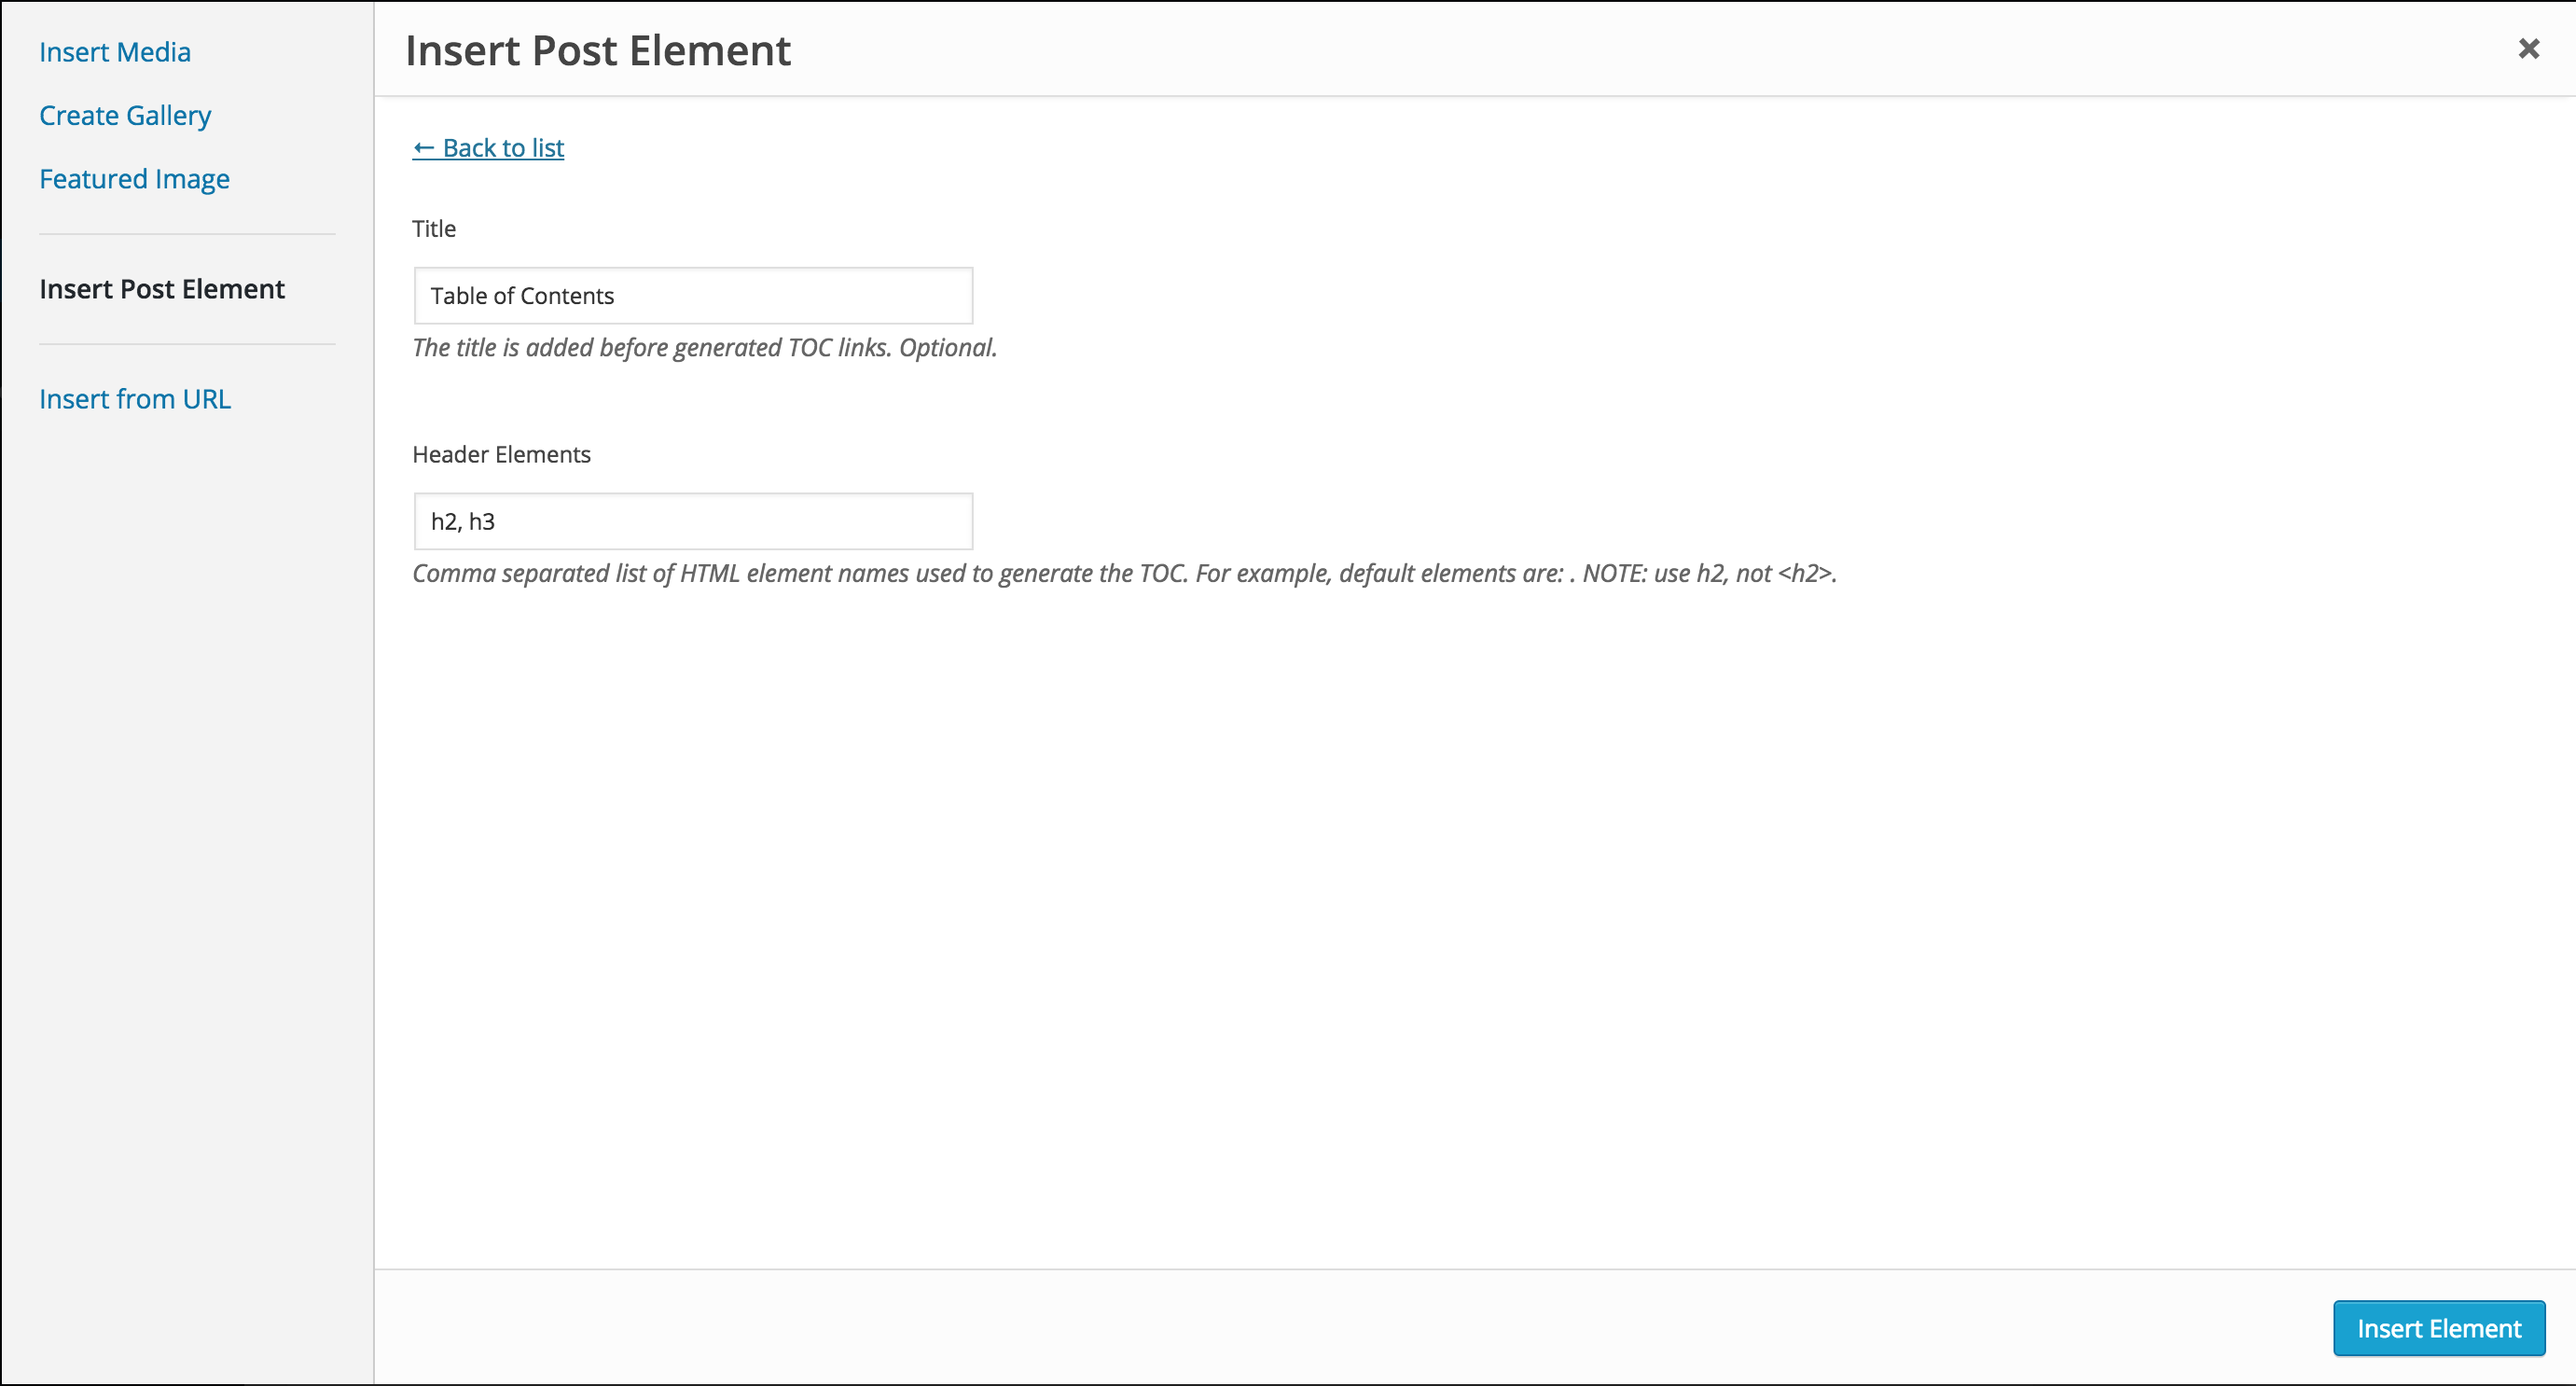 Insert Media
Create Gallery
Featured Image
Insert Post Element
Insert from URL
Insert Post Element
← Back to list
Title
Table of Contents
The title is added before generated TOC links. Optional.
Header Elements
h2, h3
Comma separated list of HTML element names used to generate the TOC. For example, default elements are: . NOTE: use h2, not <h2>.
Insert Element